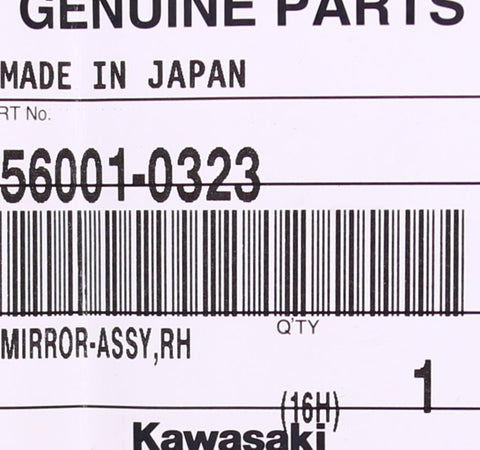 GENUINE PARTS
MADE IN JAPAN
RT No.
56001-0323
Q'TY
MIRROR-ASSY,RH
1
(16H)
Kawasaki